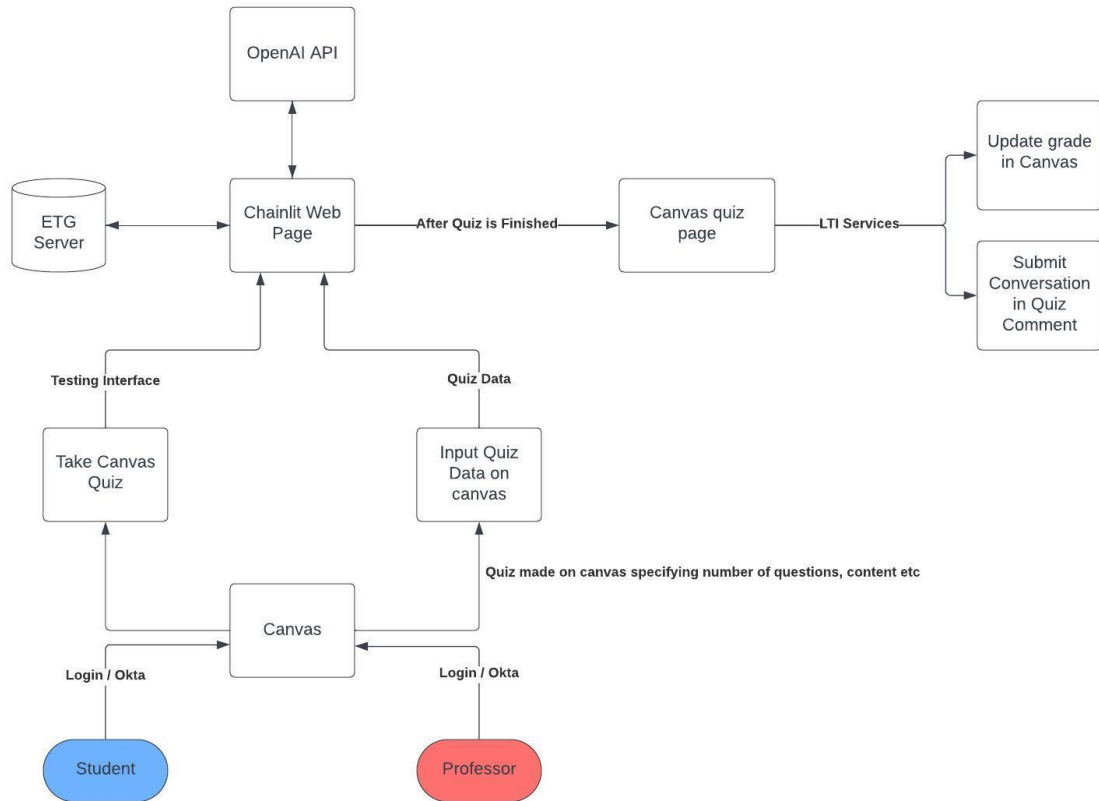 OpenAI API
ETG
Server
Chainlit Web
Page
After Quiz is Finished
Canvas quiz
page
LTI Services
Update grade
in Canvas
Submit
Conversation
in Quiz
Comment
Testing Interface
Quiz Data
Take Canvas
Quiz
Input Quiz
Data on
canvas
Quiz made on canvas specifying number of questions, content etc
Canvas
Login / Okta
Login / Okta
Student
Professor